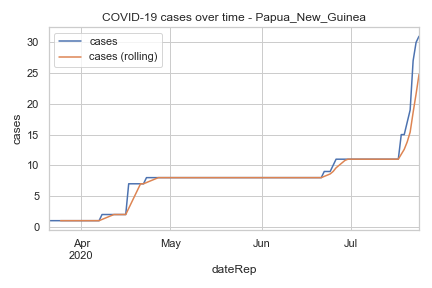 COVID-19 cases over time - Papua_New_Guinea
cases
cases (rolling)
30
25
20
15
10
5
0
cases
Apr
2020
May
Jun
Jul
dateRep